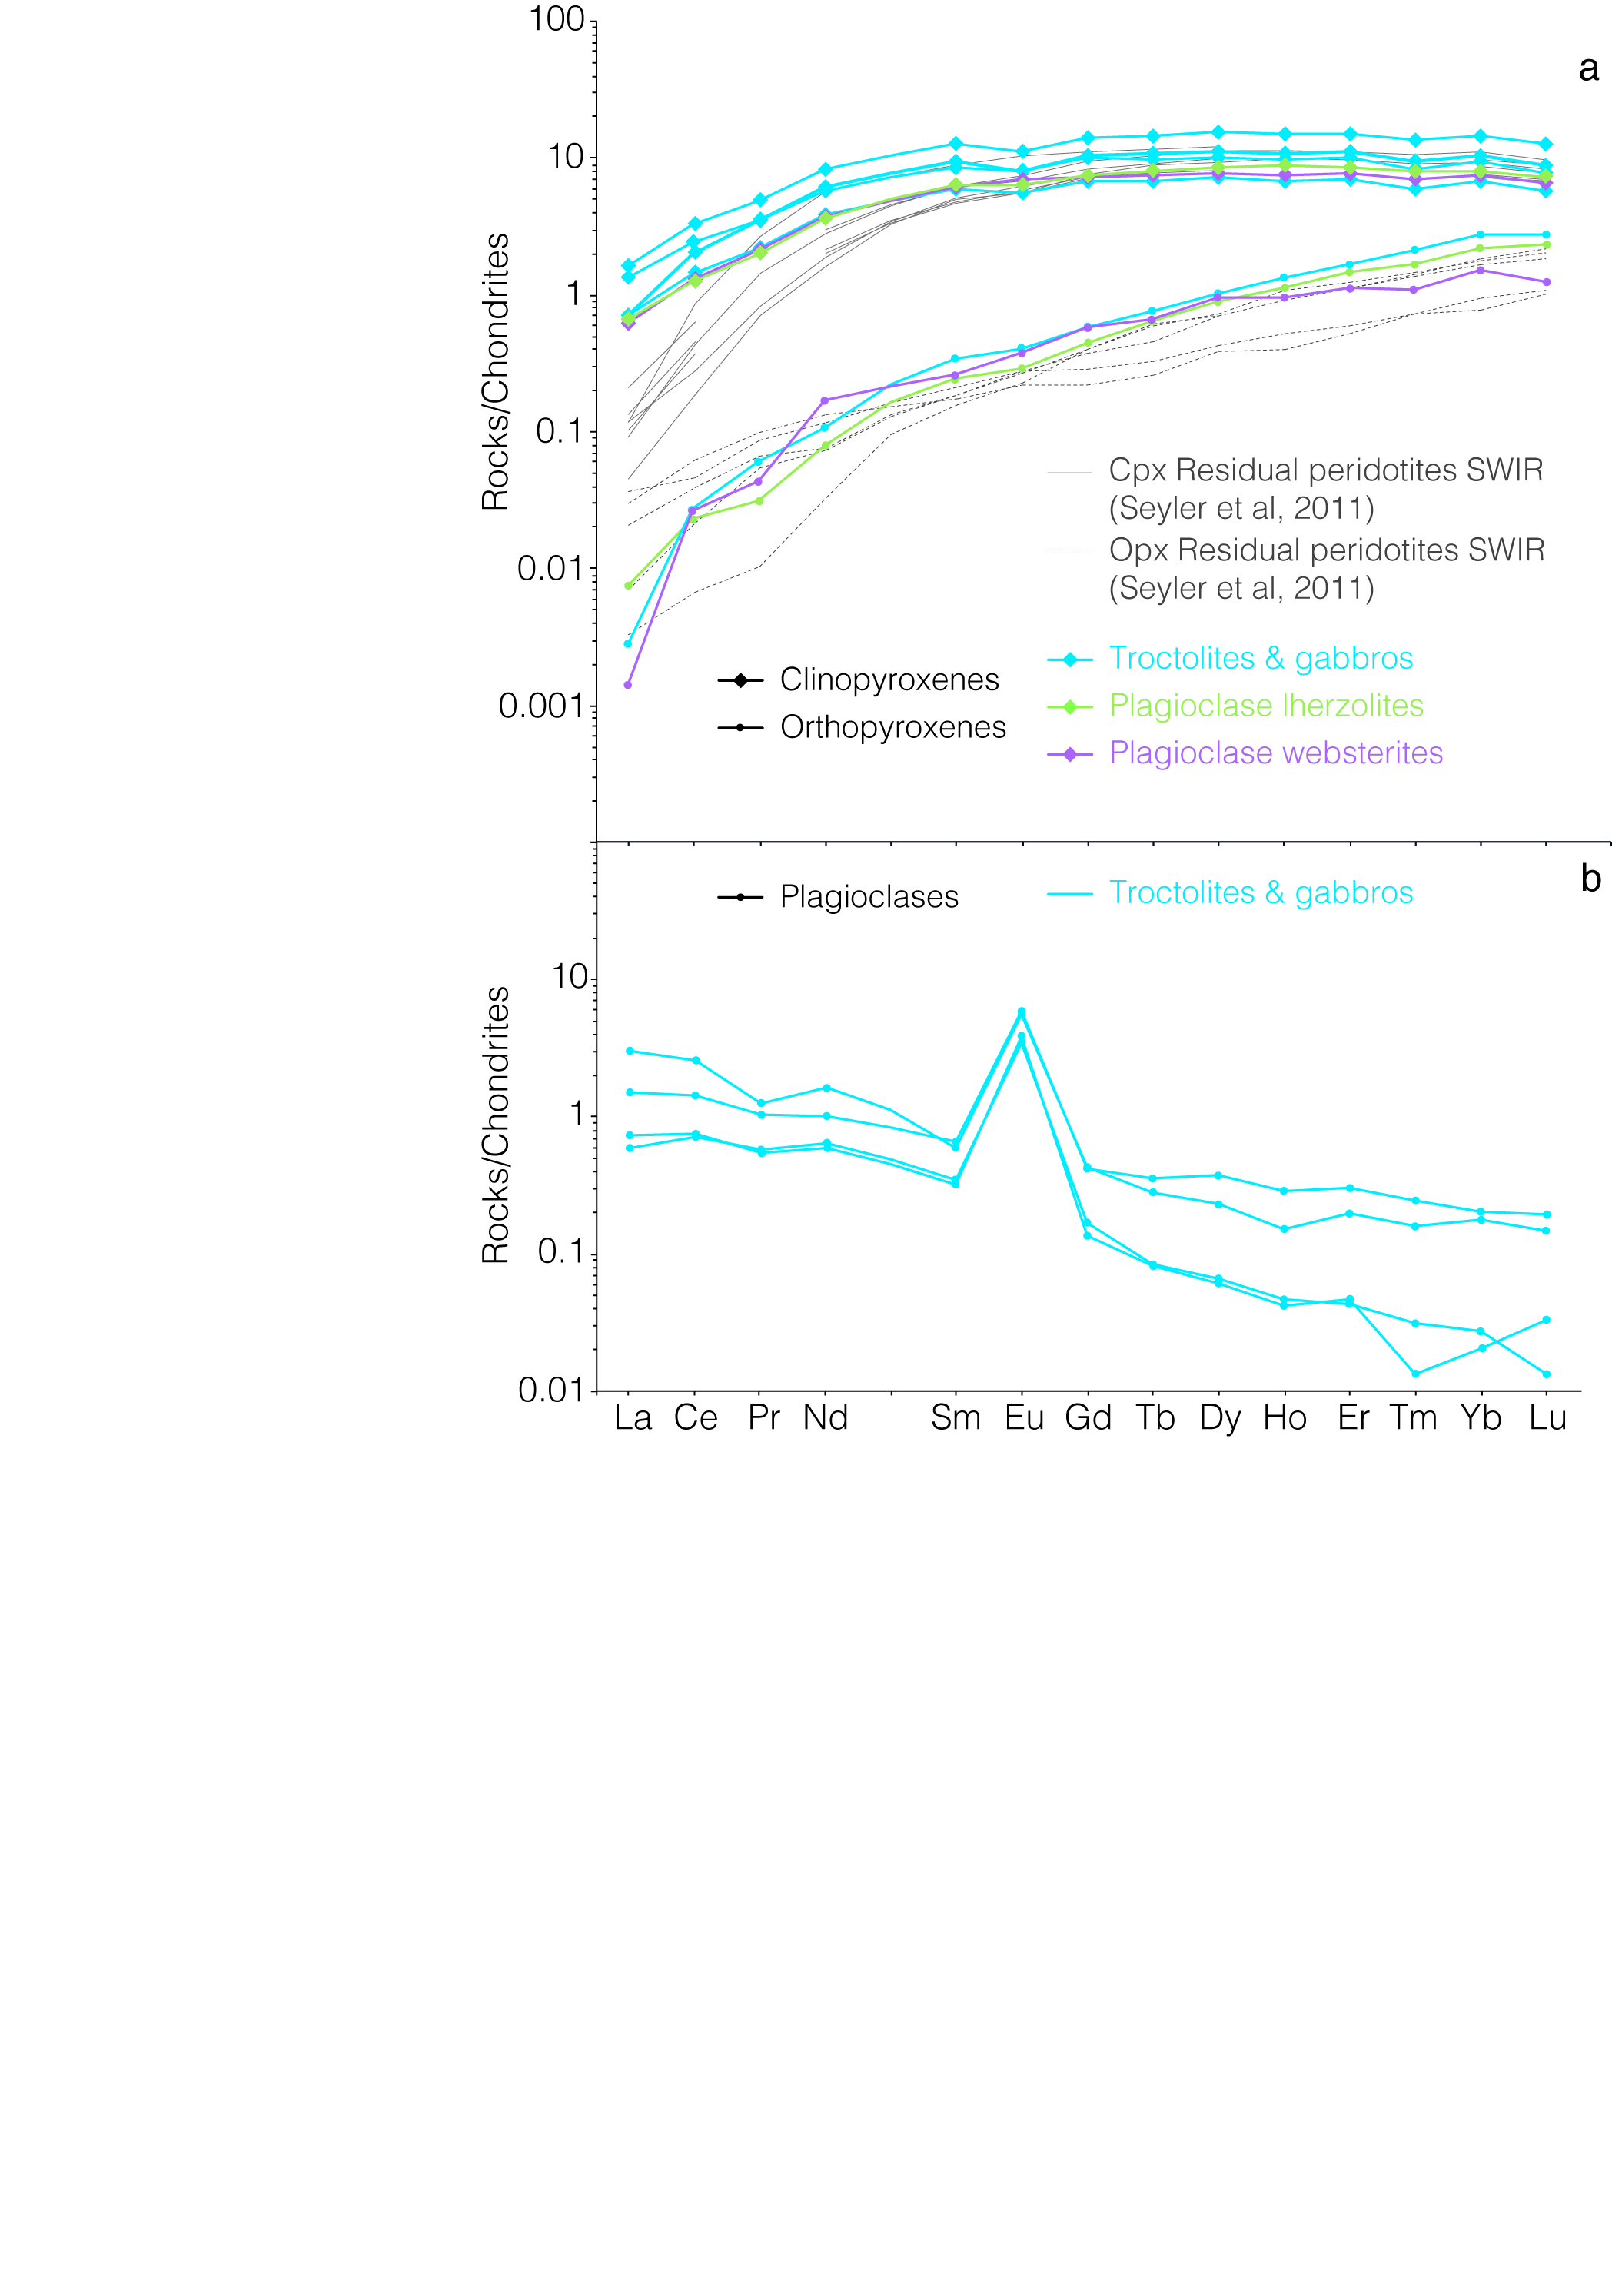 100
a
10
1
0.1
0.01
0.001
Rocks/Chondrites
Cpx Residual peridotites SWIR
(Seyler et al, 2011)
Opx Residual peridotites SWIR
(Seyler et al, 2011)
Clinopyroxenes
Orthopyroxenes
Troctolites & gabbros
Plagioclase lherzolites
Plagioclase websterites
b
Plagioclases
Troctolites & gabbros
10
1
0.1
0.01
Rocks/Chondrites
La Ce Pr Nd Sm Eu Gd Tb Dy Ho Er Tm Yb Lu